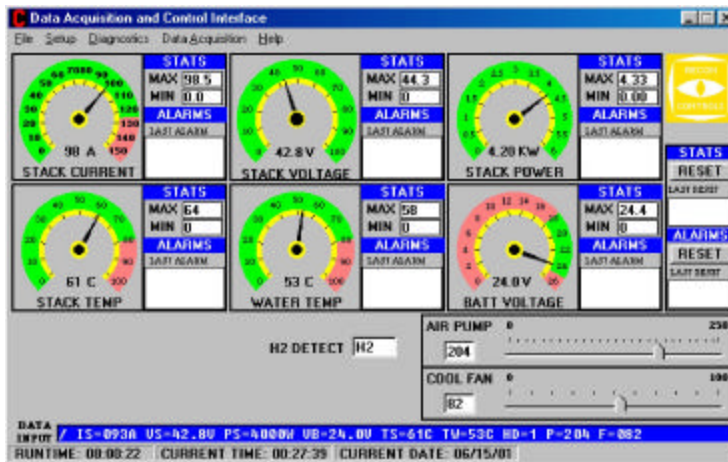 Data Acquisition and Control Interface
File Setup Diagnostics Data Acquisition Help
STATS
MAX 98.5
MIN 0.0
ALARMS
LAST ALARM
98 A
STACK CURRENT
STATS
MAX 44.3
MIN 0
ALARMS
LAST ALARM
42.8 V
STACK VOLTAGE
STATS
MAX 4.33
MIN 0.00
ALARMS
LAST ALARM
4.20 KW
STACK POWER
STATS
RESET
LAST RESET
ALARMS
RESET
LAST RESET
STATS
MAX 64
MIN 0
ALARMS
LAST ALARM
61 C
STACK TEMP
STATS
MAX 58
MIN 0
ALARMS
LAST ALARM
53 C
WATER TEMP
STATS
MAX 24.4
MIN 0
ALARMS
LAST ALARM
24.0 V
BATT VOLTAGE
H2 DETECT H2
AIR PUMP 0 250
204
COOL FAN 0 100
82
DATA INPUT / IS=093A VS=42.8V PS=4000W VB=24.0V TS=61C TW=53C HD=1 P=204 F=082
RUNTIME: 00:08:22 CURRENT TIME: 00:27:39 CURRENT DATE: 06/15/01